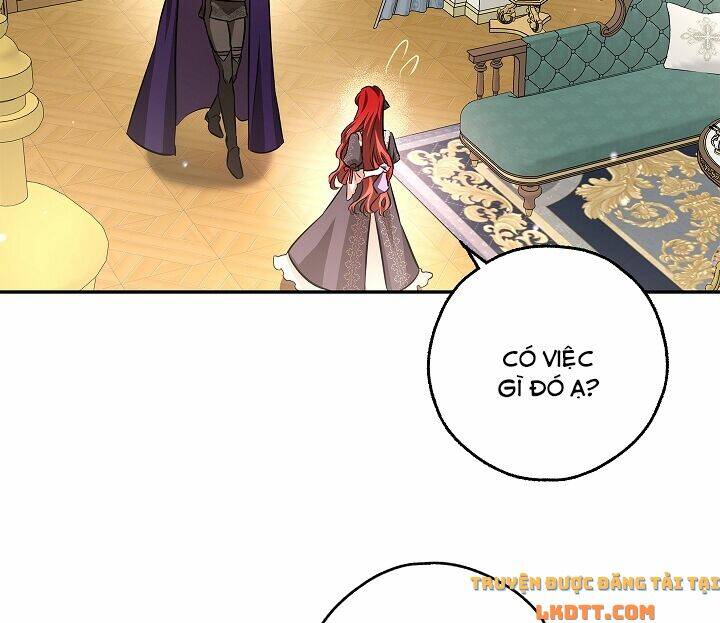 CÓ VIỆC
GÌ ĐÓ Ạ?
TRUYỆN ĐƯỢC ĐĂNG TẢI TẠI
LKDTT.COM